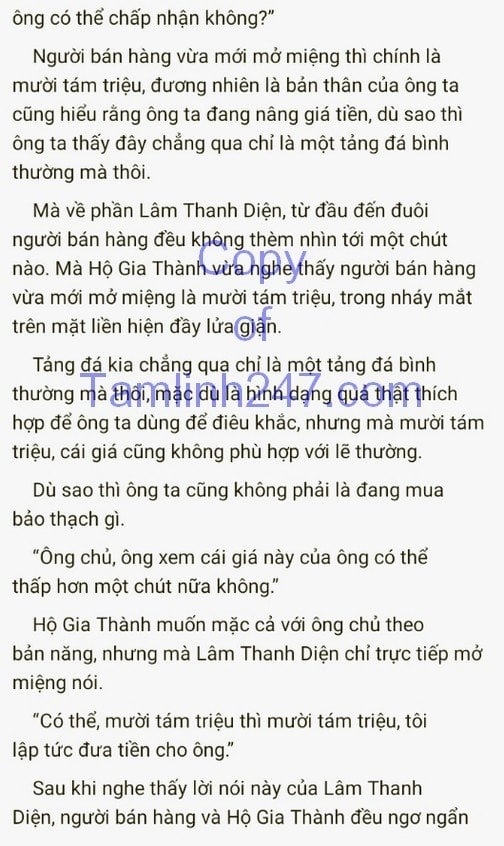 ông có thể chấp nhận không?”
Người bán hàng vừa mới mở miệng thì chính là
mười tám triệu, đương nhiên là bản thân của ông ta
cũng hiểu rằng ông ta đang nâng giá tiền, dù sao thì
ông ta thấy đây chẳng qua chỉ là một tảng đá bình
thường mà thôi.
Mà về phần Lâm Thanh Diện, từ đầu đến đuôi
người bán hàng đều không thèm nhìn tới một chút
nào. Mà Hộ Gia Thành vừa nghe thấy người bán hàng
vừa mới mở miệng là mười tám triệu, trong nháy mắt
trên mặt liền hiện đầy lửa giận.
Tảng đá kia chẳng qua chỉ là một tảng đá bình
thường mà thôi, mặc dù là hình dạng quả thật thích
hợp để ông ta dùng để điêu khắc, nhưng mà mười tám
triệu, cái giá cũng không phù hợp với lẽ thường.
Dù sao thì ông ta cũng không phải là đang mua
bảo thạch gì.
“Ông chủ, ông xem cái giá này của ông có thể
thấp hơn một chút nữa không.”
Hộ Gia Thành muốn mặc cả với ông chủ theo
bản năng, nhưng mà Lâm Thanh Diện chỉ trực tiếp mở
miệng nói.
“Có thể, mười tám triệu thì mười tám triệu, tôi
lập tức đưa tiền cho ông.”
Sau khi nghe thấy lời nói này của Lâm Thanh
Diện, người bán hàng và Hộ Gia Thành đều ngơ ngẩn
Copy
of
Tamlinh247.com